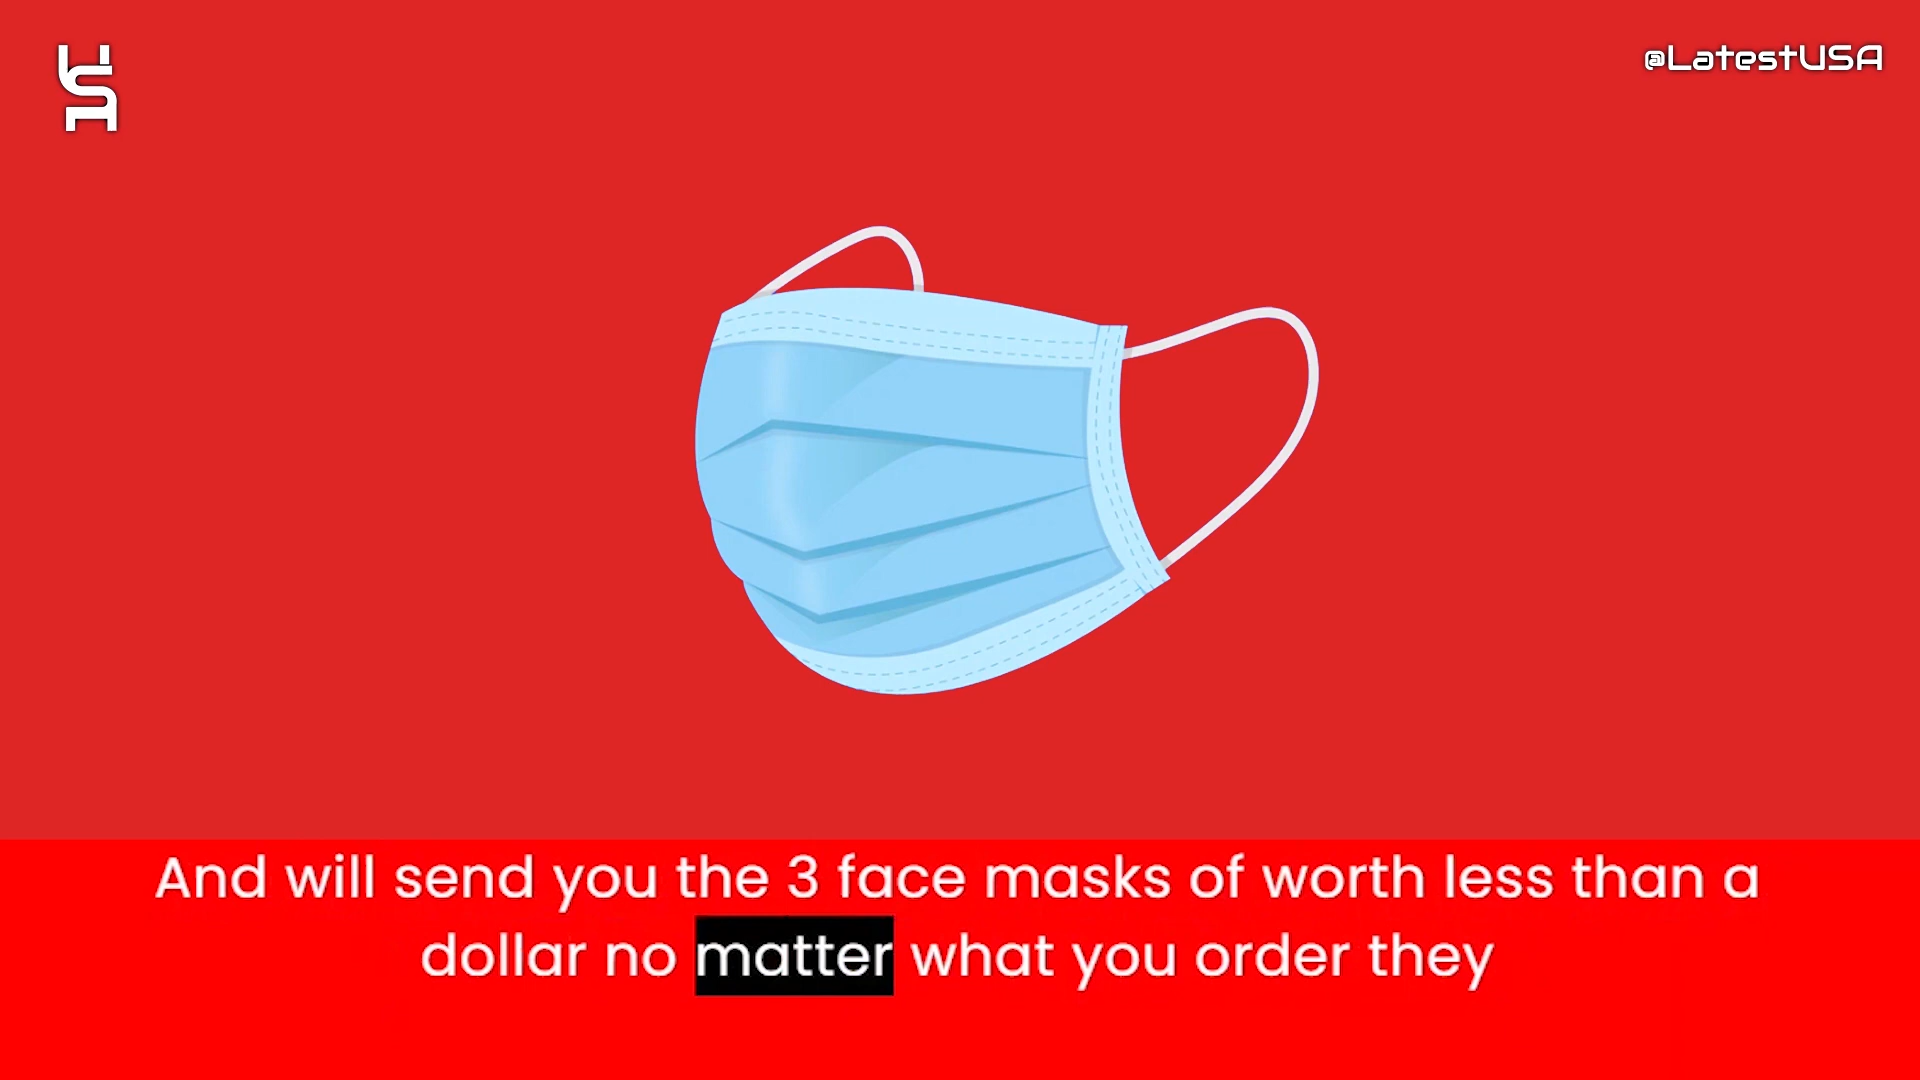 USA
@LatestUSA
And will send you the 3 face masks of worth less than a
dollar no matter what you order they